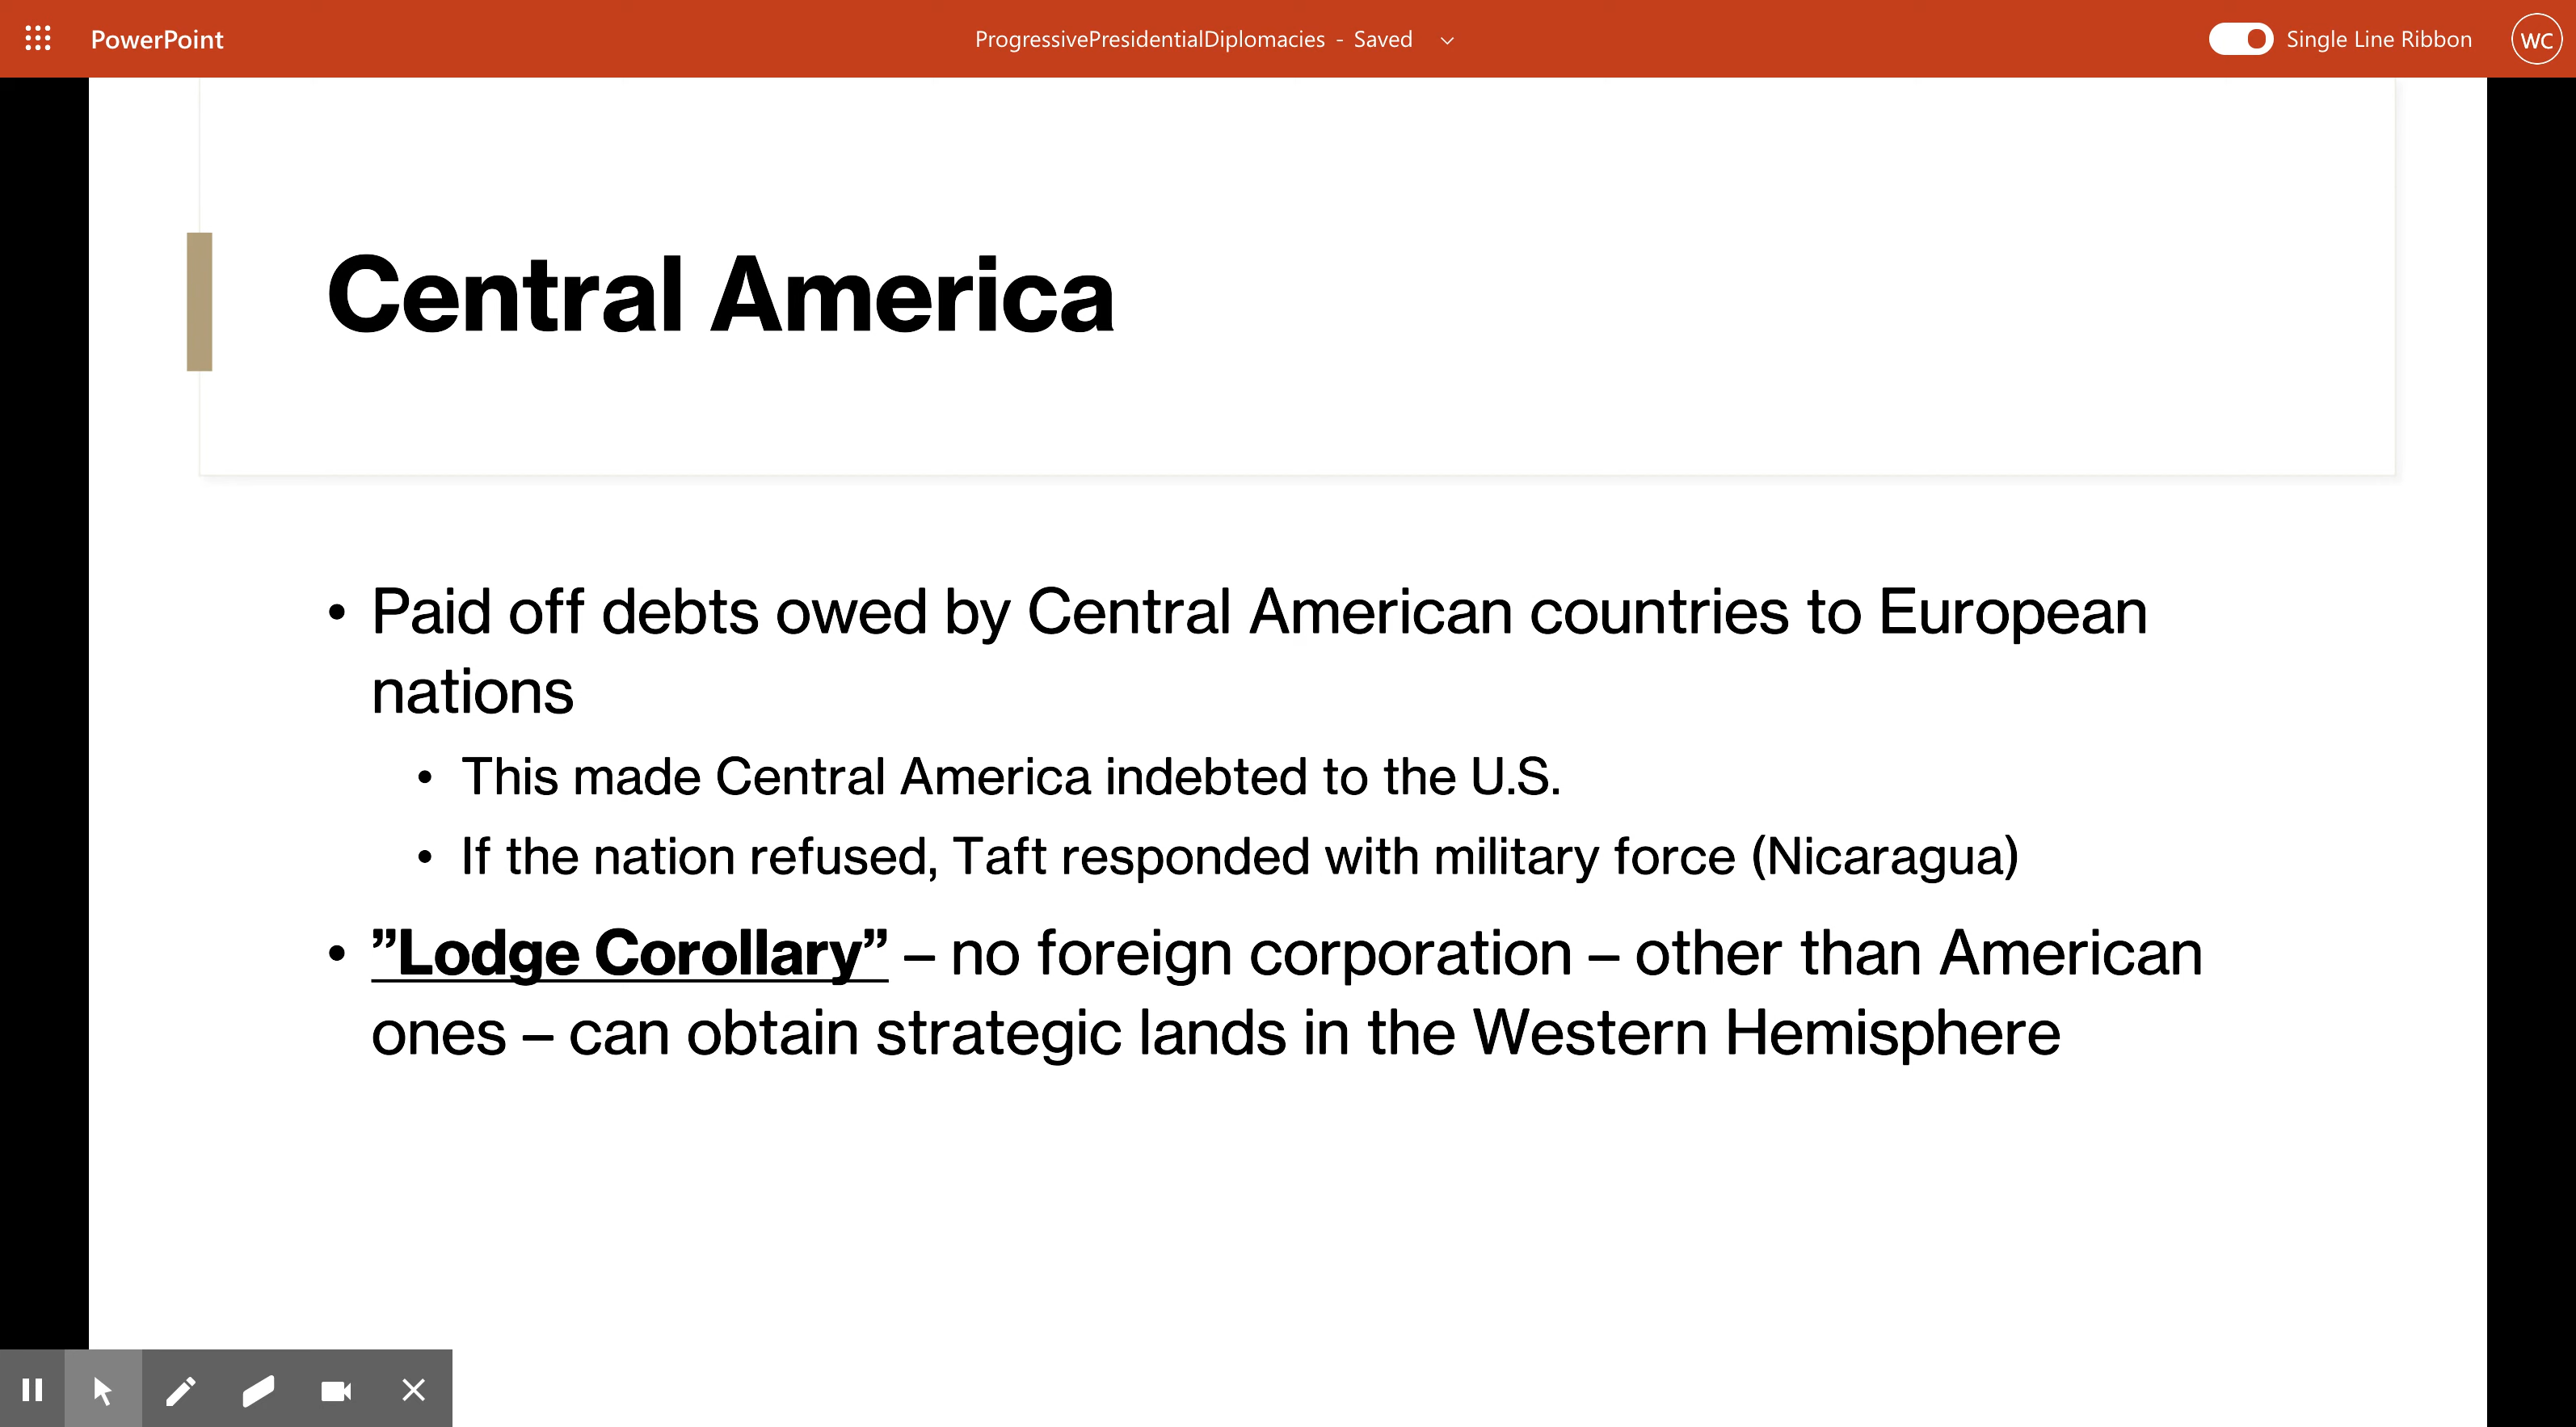 PowerPoint
ProgressivePresidentialDiplomacies - Saved
Single Line Ribbon
WC
Central America
• Paid off debts owed by Central American countries to European
nations
• This made Central America indebted to the U.S.
• If the nation refused, Taft responded with military force (Nicaragua)
• ”Lodge Corollary” – no foreign corporation – other than American
ones – can obtain strategic lands in the Western Hemisphere